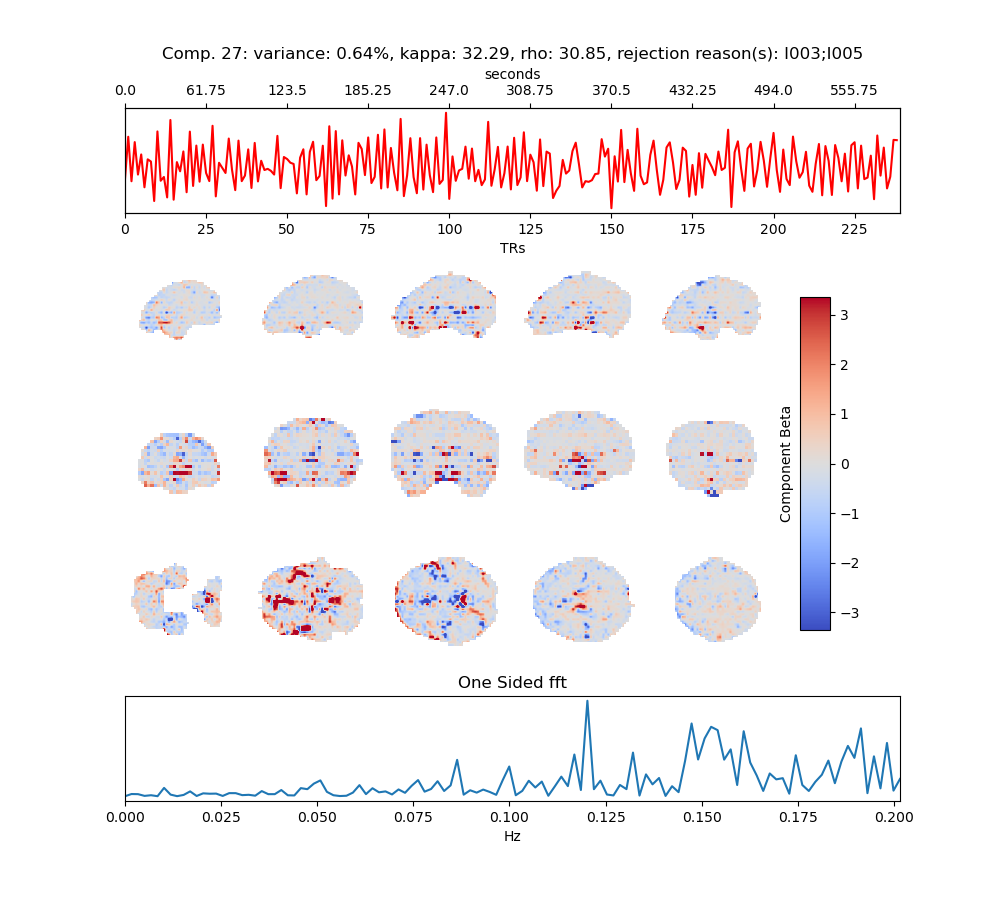 Comp. 27: variance: 0.64%, kappa: 32.29, rho: 30.85, rejection reason(s): I003;I005
seconds
0.0 61.75 123.5 185.25 247.0 308.75 370.5 432.25 494.0 555.75
0 25 50 75 100 125 150 175 200 225
TRs
3
2
1
0
−1
−2
−3
Component Beta
One Sided fft
0.000 0.025 0.050 0.075 0.100 0.125 0.150 0.175 0.200
Hz